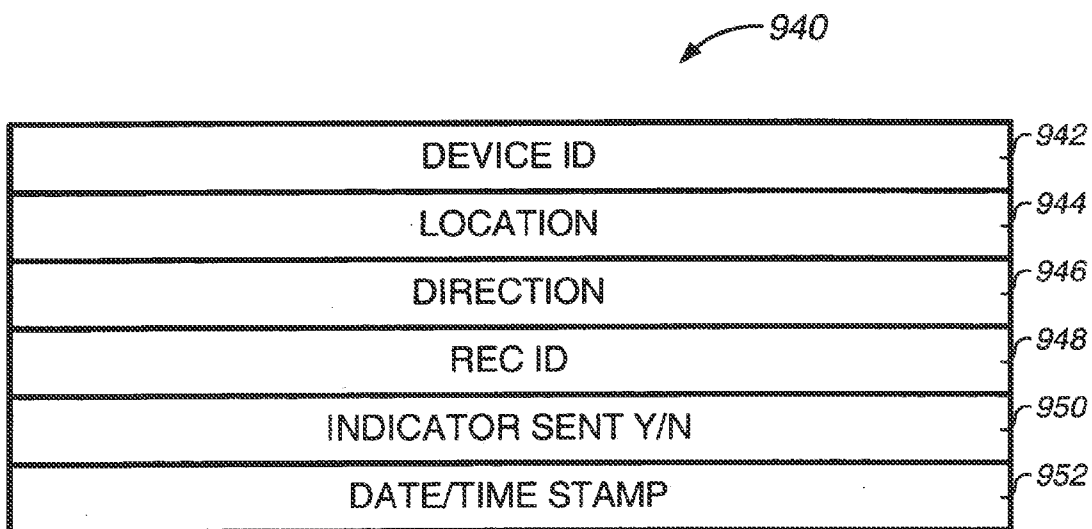 940
DEVICE ID 942
LOCATION 944
DIRECTION 946
REC ID 948
INDICATOR SENT Y/N 950
DATE/TIME STAMP 952